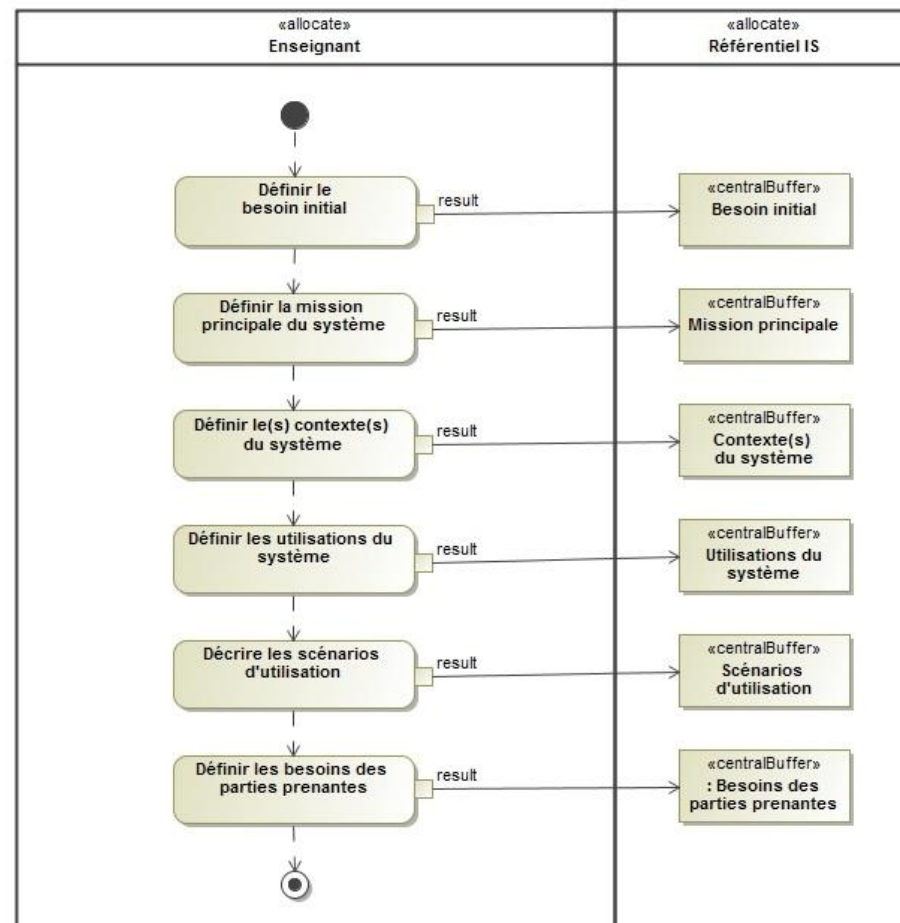 «allocate»
Enseignant
«allocate»
Référentiel IS
Définir le
besoin initial
result
«centralBuffer»
Besoin initial
Définir la mission
principale du système
result
«centralBuffer»
Mission principale
Définir le(s) contexte(s)
du système
result
«centralBuffer»
Contexte(s)
du système
Définir les utilisations du
système
result
«centralBuffer»
Utilisations du
système
Décrire les scénarios
d'utilisation
result
«centralBuffer»
Scénarios
d'utilisation
Définir les besoins des
parties prenantes
result
«centralBuffer»
: Besoins des
parties prenantes